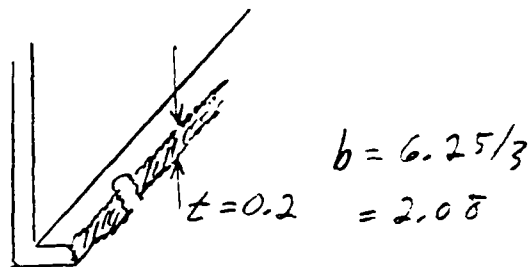 b = 6.25/3
t = 0.2 = 2.08